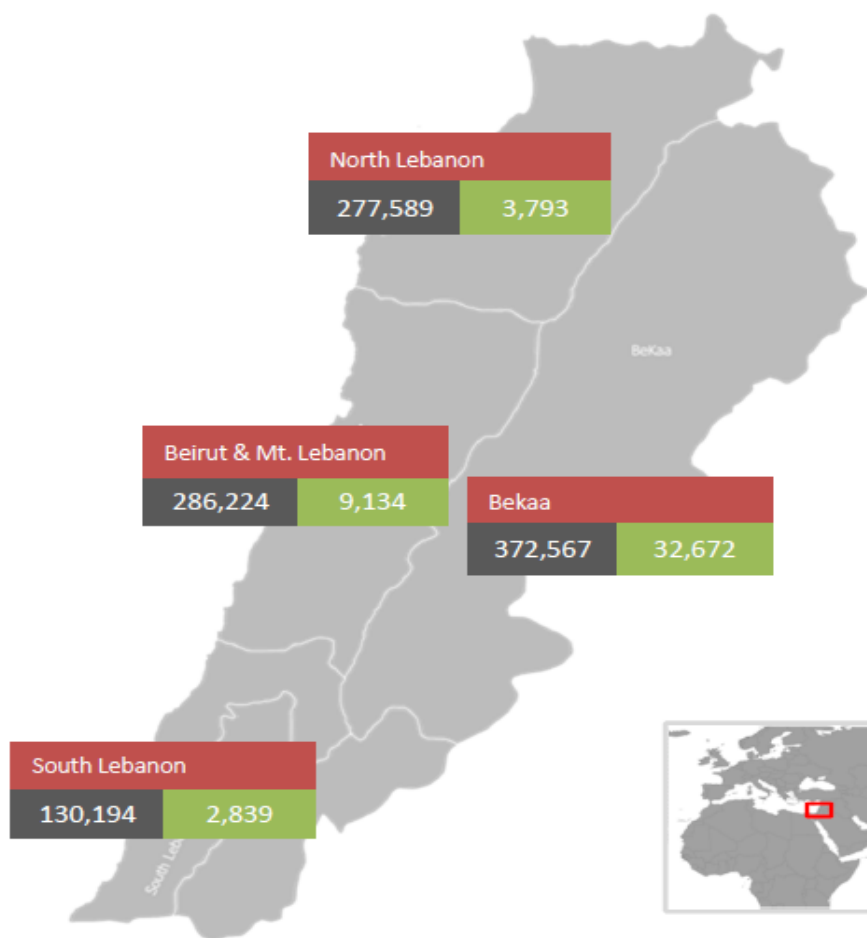 North Lebanon
277,589 3,793
BeKaa
Beirut & Mt. Lebanon
286,224 9,134
Bekaa
372,567 32,672
South Lebanon
130,194 2,839
South